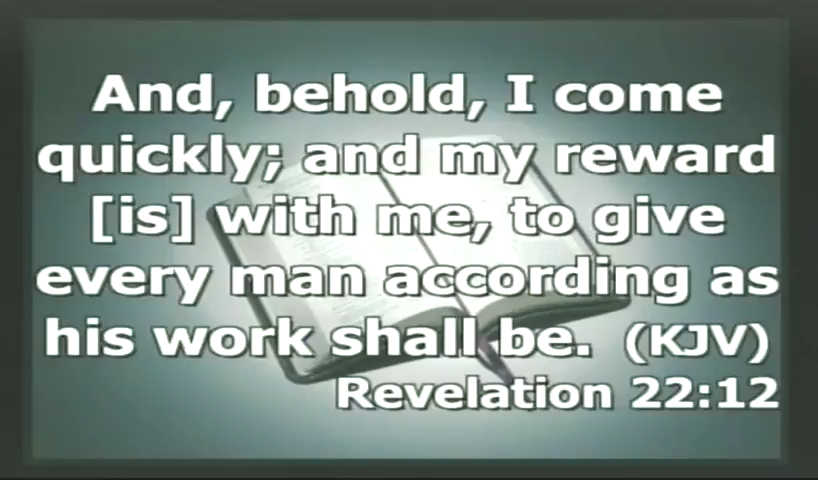 And, behold, I come
quickly; and my reward
[is] with me, to give
every man according as
his work shall be. (KJV)
Revelation 22:12